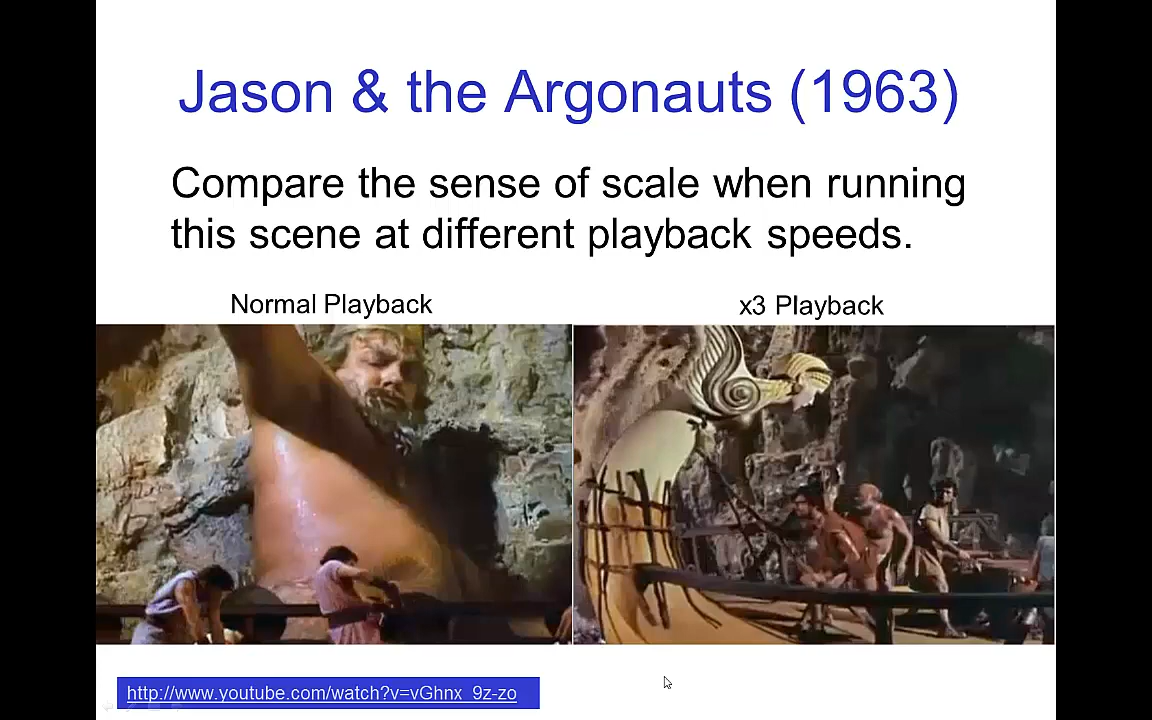 Jason & the Argonauts (1963)
Compare the sense of scale when running
this scene at different playback speeds.
Normal Playback
x3 Playback
http://www.youtube.com/watch?v=vGhnx_9z-zo